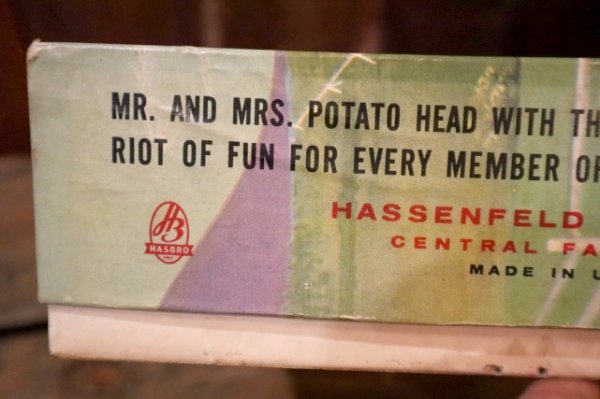 MR. AND MRS. POTATO HEAD WITH TH
RIOT OF FUN FOR EVERY MEMBER OF
HASSENFELD
HB
HASBRO
INC
CENTRAL FA
MADE IN U